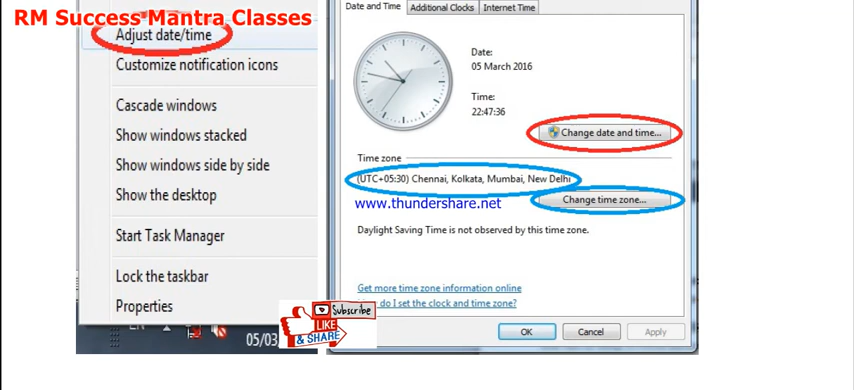 RM Success Mantra Classes
Adjust date/time
Customize notification icons
Cascade windows
Show windows stacked
Show windows side by side
Show the desktop
Start Task Manager
Lock the taskbar
Properties
EN
05/03
Date and Time
Additional Clocks
Internet Time
Date:
05 March 2016
Time:
22:47:36
Change date and time...
Time zone
(UTC+05:30) Chennai, Kolkata, Mumbai, New Delhi
www.thundershare.net
Change time zone...
Daylight Saving Time is not observed by this time zone.
Get more time zone information online
do I set the clock and time zone?
Subscribe
LIKE
& SHARE
OK
Cancel
Apply